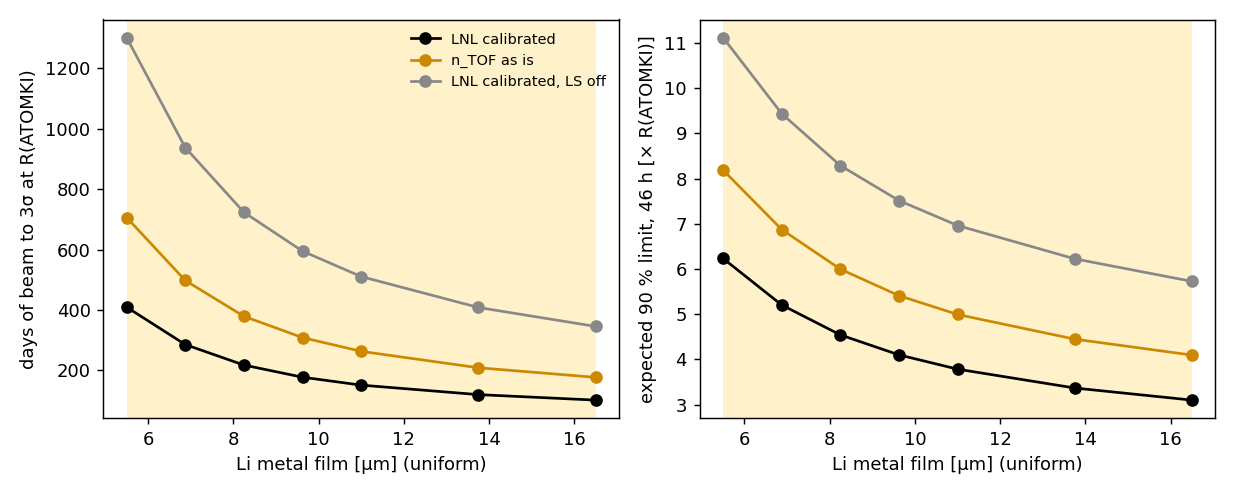 days of beam to 3σ at R(ATOMKI)
1200
1000
800
600
400
200
LNL calibrated
n_TOF as is
LNL calibrated, LS off
6 8 10 12 14 16
Li metal film [μm] (uniform)
expected 90 % limit, 46 h [× R(ATOMKI)]
11
10
9
8
7
6
5
4
3
6 8 10 12 14 16
Li metal film [μm] (uniform)